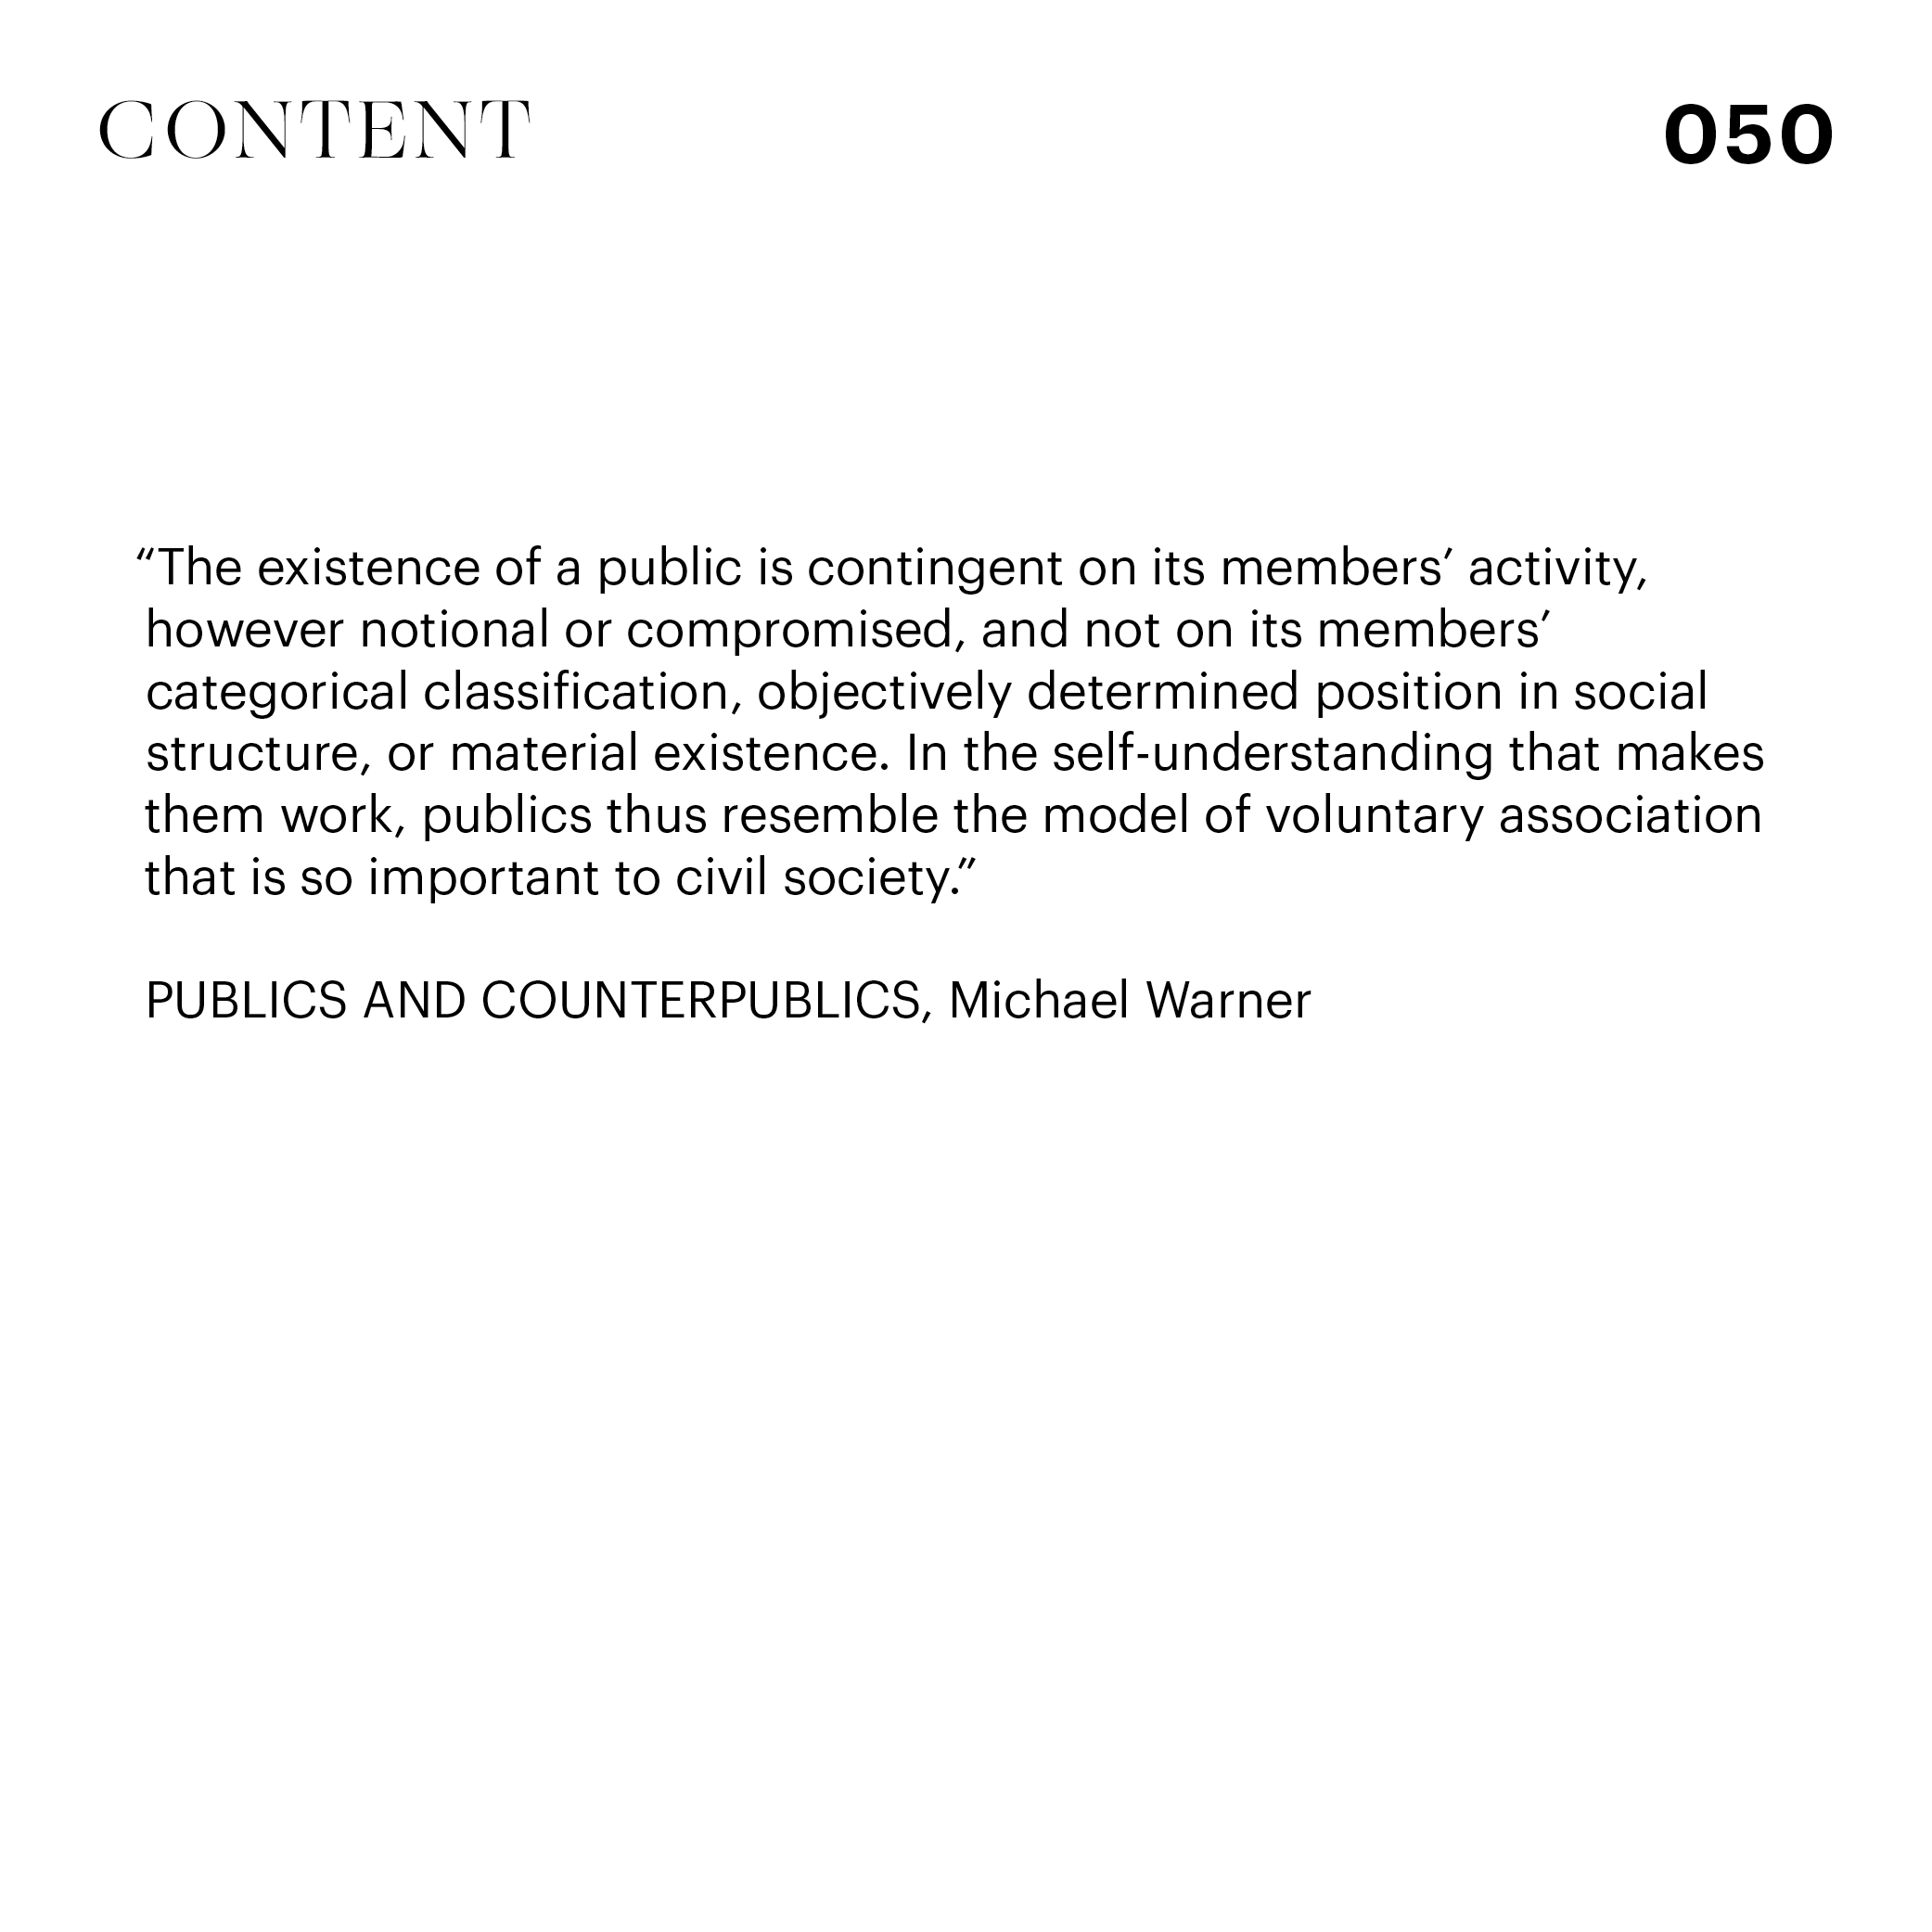 CONTENT
050
“The existence of a public is contingent on its members’ activity,
however notional or compromised, and not on its members’
categorical classification, objectively determined position in social
structure, or material existence. In the self-understanding that makes
them work, publics thus resemble the model of voluntary association
that is so important to civil society.”
PUBLICS AND COUNTERPUBLICS, Michael Warner